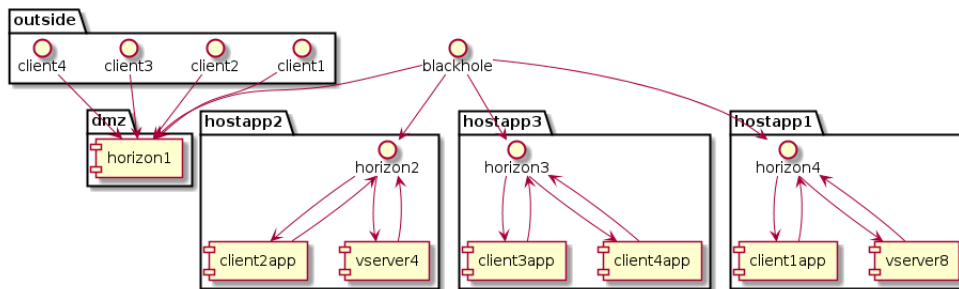 outside
client4
client3
client2
client1
blackhole
dmz
horizon1
hostapp2
horizon2
client2app
vserver4
hostapp3
horizon3
client3app
client4app
hostapp1
horizon4
client1app
vserver8